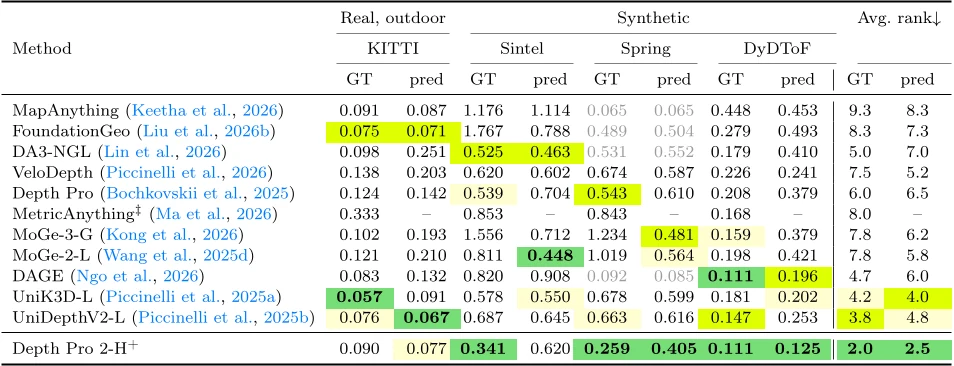 Real, outdoor Synthetic Avg. rank↓
Method KITTI Sintel Spring DyDToF
GT pred GT pred GT pred GT pred GT pred
MapAnything (Keetha et al., 2026) 0.091 0.087 1.176 1.114 0.065 0.065 0.448 0.453 9.3 8.3
FoundationGeo (Liu et al., 2026b) 0.075 0.071 1.767 0.788 0.489 0.504 0.279 0.493 8.3 7.3
DA3-NGL (Lin et al., 2026) 0.098 0.251 0.525 0.463 0.531 0.552 0.179 0.410 5.0 7.0
VeloDepth (Piccinelli et al., 2026) 0.138 0.203 0.620 0.602 0.674 0.587 0.226 0.241 7.5 5.2
Depth Pro (Bochkovskii et al., 2025) 0.124 0.142 0.539 0.704 0.543 0.610 0.208 0.379 6.0 6.5
MetricAnything‡ (Ma et al., 2026) 0.333 – 0.853 – 0.843 – 0.168 – 8.0 –
MoGe-3-G (Kong et al., 2026) 0.102 0.193 1.556 0.712 1.234 0.481 0.159 0.379 7.8 6.2
MoGe-2-L (Wang et al., 2025d) 0.121 0.210 0.811 0.448 1.019 0.564 0.198 0.421 7.8 5.8
DAGE (Ngo et al., 2026) 0.083 0.132 0.820 0.908 0.092 0.085 0.111 0.196 4.7 6.0
UniK3D-L (Piccinelli et al., 2025a) 0.057 0.091 0.578 0.550 0.678 0.599 0.181 0.202 4.2 4.0
UniDepthV2-L (Piccinelli et al., 2025b) 0.076 0.067 0.687 0.645 0.663 0.616 0.147 0.253 3.8 4.8
Depth Pro 2-H⁺ 0.090 0.077 0.341 0.620 0.259 0.405 0.111 0.125 2.0 2.5